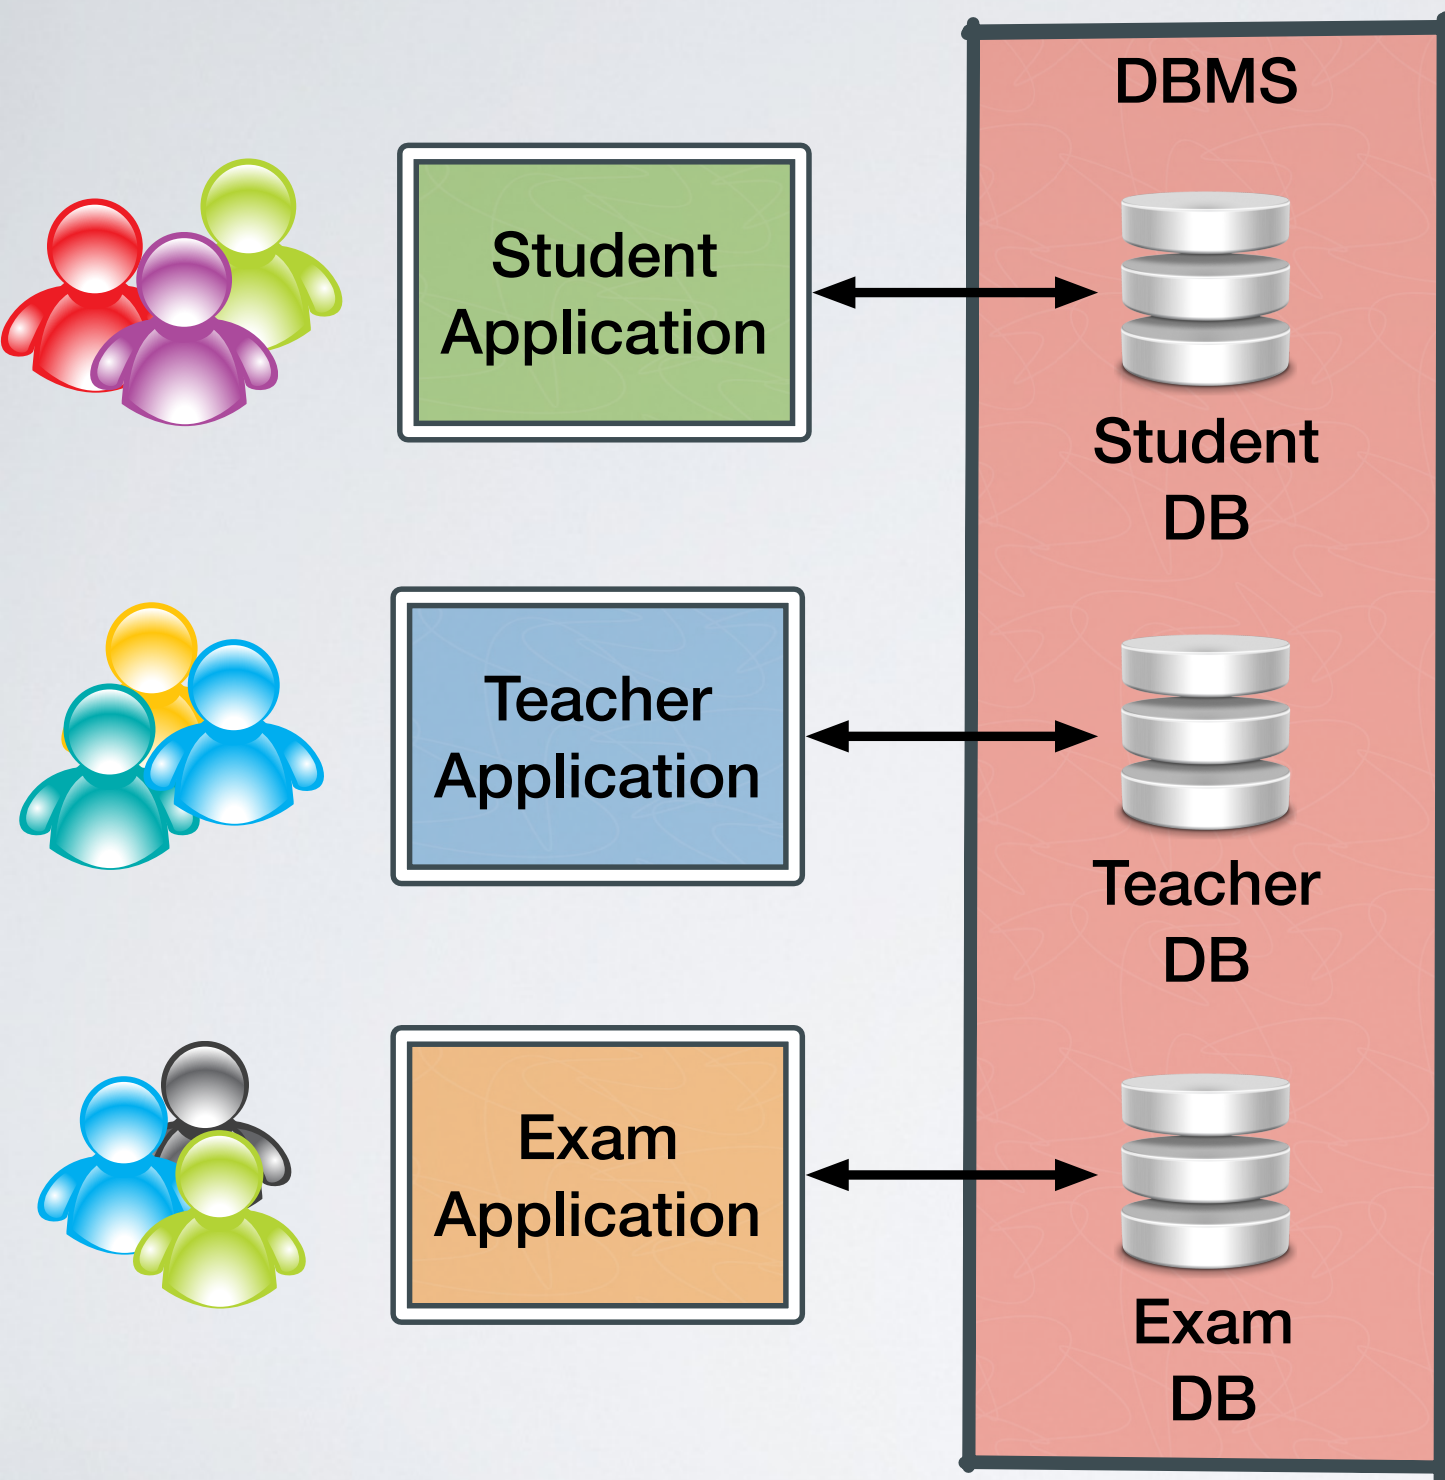 DBMS
Student
Application
Student
DB
Teacher
Application
Teacher
DB
Exam
Application
Exam
DB